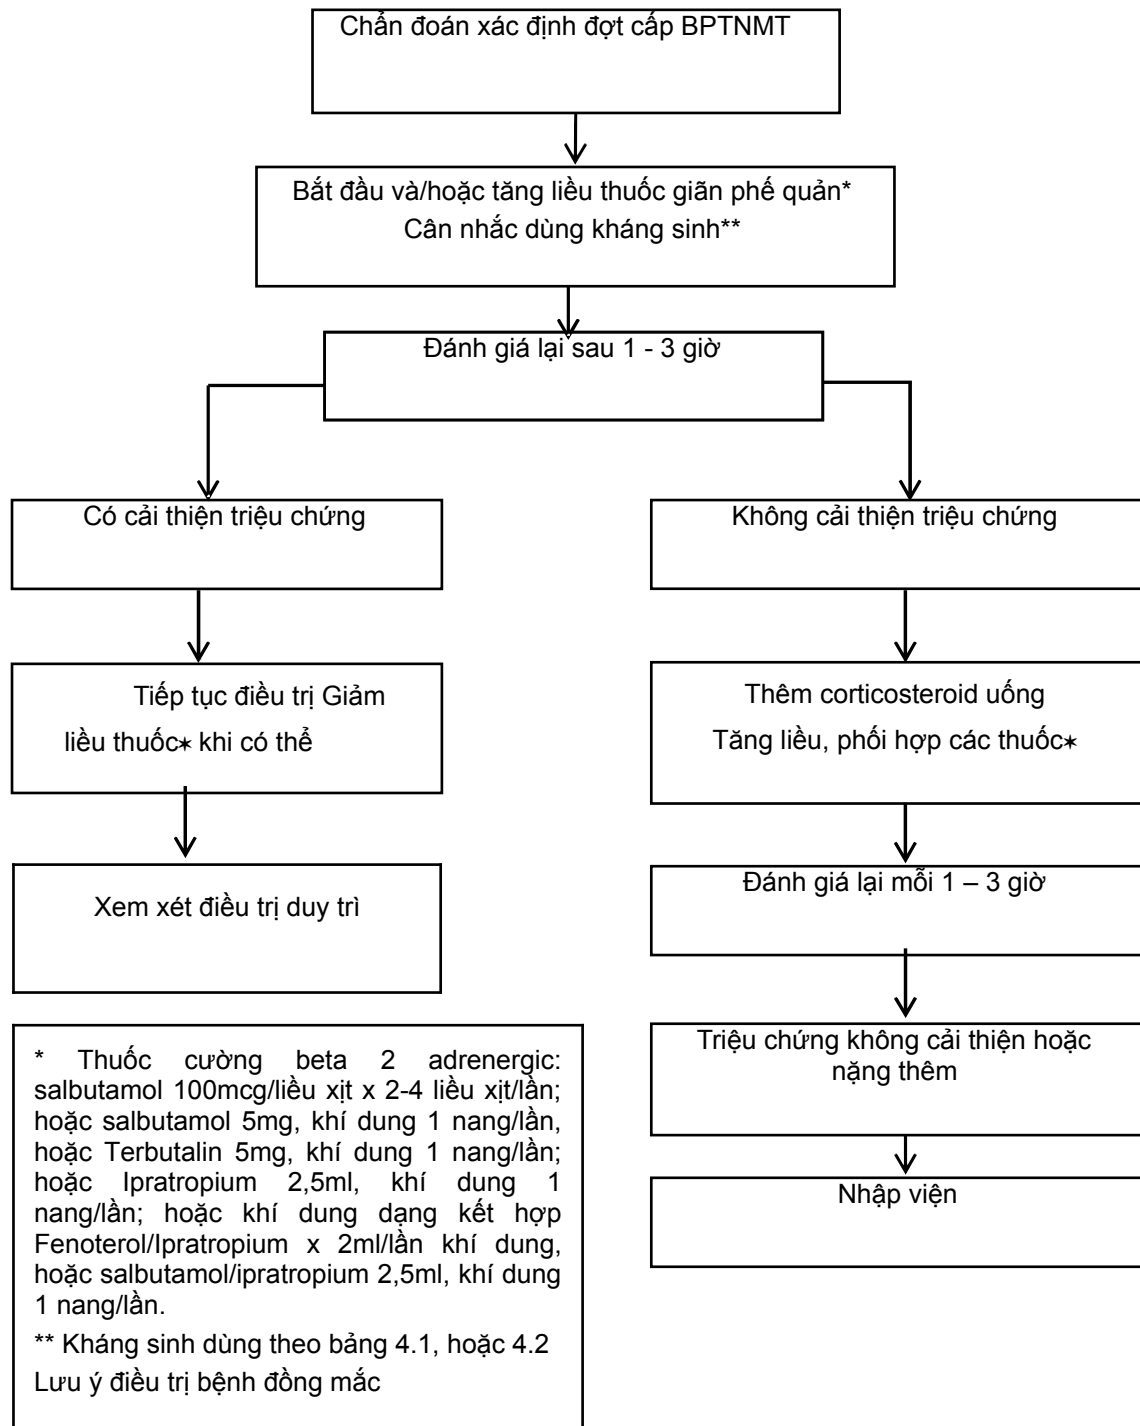 Chẩn đoán xác định đợt cấp BPTNMT
Bắt đầu và/hoặc tăng liều thuốc giãn phế quản*
Cân nhắc dùng kháng sinh**
Đánh giá lại sau 1 - 3 giờ
Có cải thiện triệu chứng
Tiếp tục điều trị Giảm
liều thuốc* khi có thể
Xem xét điều trị duy trì
Không cải thiện triệu chứng
Thêm corticosteroid uống
Tăng liều, phối hợp các thuốc*
Đánh giá lại mỗi 1 – 3 giờ
Triệu chứng không cải thiện hoặc
nặng thêm
Nhập viện
* Thuốc cường beta 2 adrenergic:
salbutamol 100mcg/liều xịt x 2-4 liều xịt/lần;
hoặc salbutamol 5mg, khí dung 1 nang/lần,
hoặc Terbutalin 5mg, khí dung 1 nang/lần;
hoặc Ipratropium 2,5ml, khí dung 1
nang/lần; hoặc khí dung dạng kết hợp
Fenoterol/Ipratropium x 2ml/lần khí dung,
hoặc salbutamol/ipratropium 2,5ml, khí dung
1 nang/lần.
** Kháng sinh dùng theo bảng 4.1, hoặc 4.2
Lưu ý điều trị bệnh đồng mắc